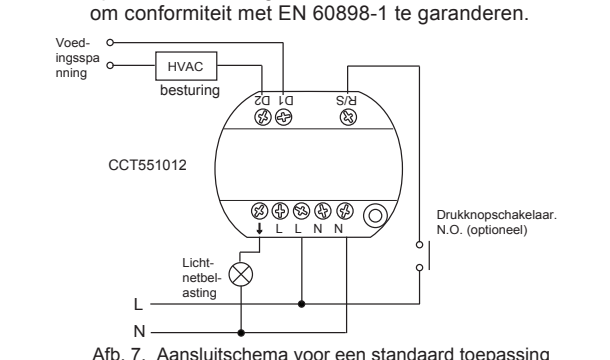 om conformiteit met EN 60898-1 te garanderen.
Voed-
ingsspa
nning
HVAC
besturing
D2 D1
R/S
CCT551012
L L N N
Drukknopschakelaar.
N.O. (optioneel)
Licht-
netbel-
asting
L
N
Afb. 7. Aansluitschema voor een standaard toepassing